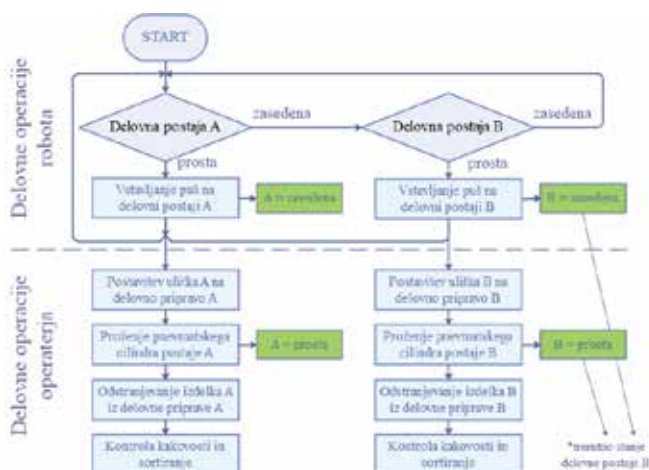 START
Delovne operacije
robota
zasedena
zasedena
Delovna postaja A
Delovna postaja B
prosta
prosta
Vstavljanje puš na
delovni postaji A
A = zasedena
Vstavljanje puš na
delovni postaji B
B = zasedena
Delovne operacije
operaterja
Postavitev ulitka A na
delovno pripravo A
Postavitev ulitka B na
delovno pripravo B
Proženje pnevmatskega
cilindra postaje A
A = prosta
Proženje pnevmatskega
cilindra postaje B
B = prosta
Odstranjevanje izdelka A
iz delovne priprave A
Odstranjevanje izdelka B
iz delovne priprave B
Kontrola kakovosti in
sortiranje
Kontrola kakovosti in
sortiranje
*trenutno stanje
delovne postaje B